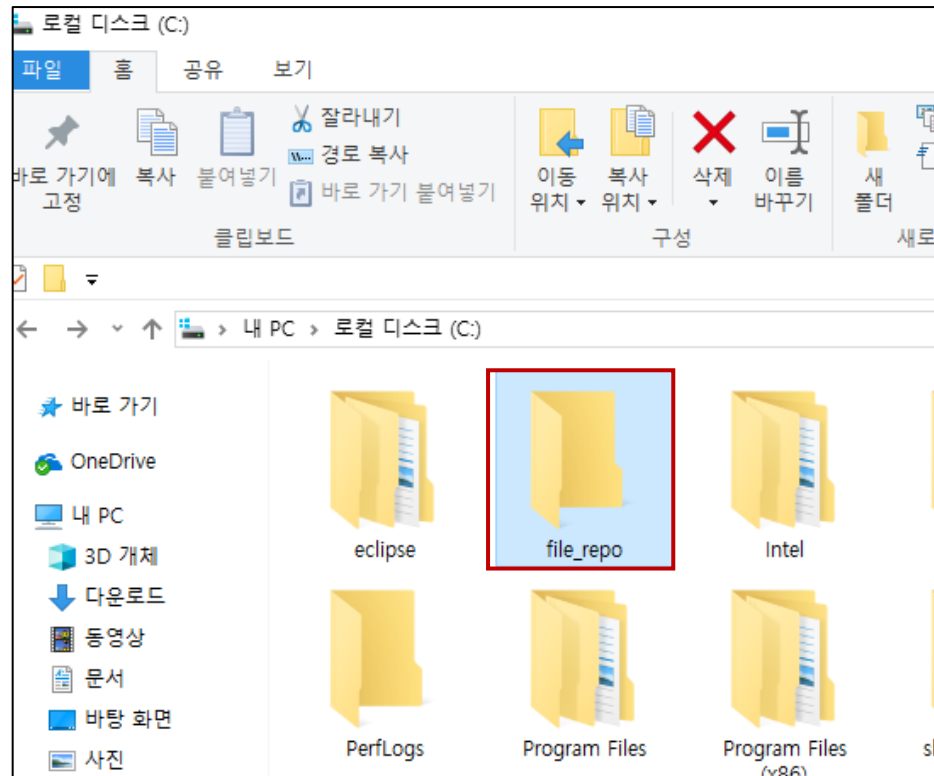 로컬 디스크 (C:)
파일 홈 공유 보기
바로 가기에
고정
복사
붙여넣기
잘라내기
경로 복사
바로 가기 붙여넣기
이동
위치
복사
위치
삭제
이름
바꾸기
새
폴더
클립보드 구성 새로
내 PC › 로컬 디스크 (C:)
바로 가기
OneDrive
내 PC
3D 개체
다운로드
동영상
문서
바탕 화면
사진
eclipse file_repo Intel
PerfLogs Program Files Program Files
(x86)